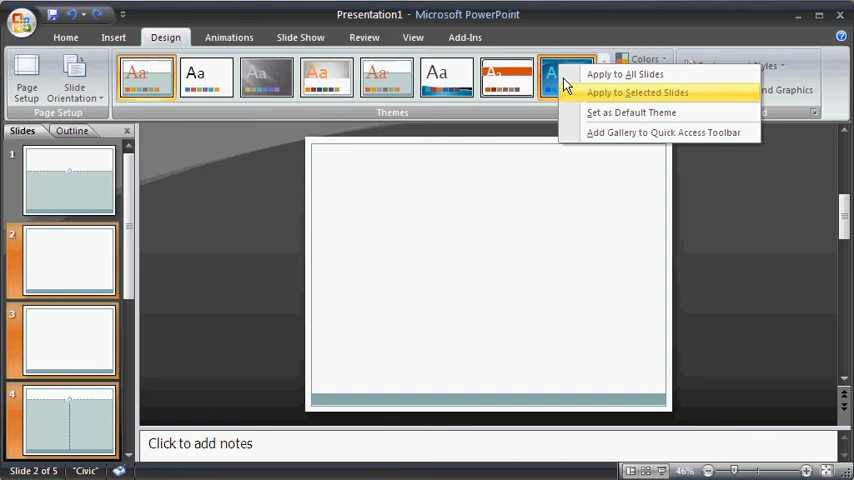 Presentation1 - Microsoft PowerPoint
Home Insert Design Animations Slide Show Review View Add-Ins
Aa Aa Aa Aa Aa Aa Aa
Colors
Page Setup
Slide Orientation
Page Setup
Themes
Apply to All Slides
Apply to Selected Slides
Set as Default Theme
Add Gallery to Quick Access Toolbar
nd Graphics
Slides Outline
1
2
3
4
Click to add notes
Slide 2 of 5 "Civic" 46%